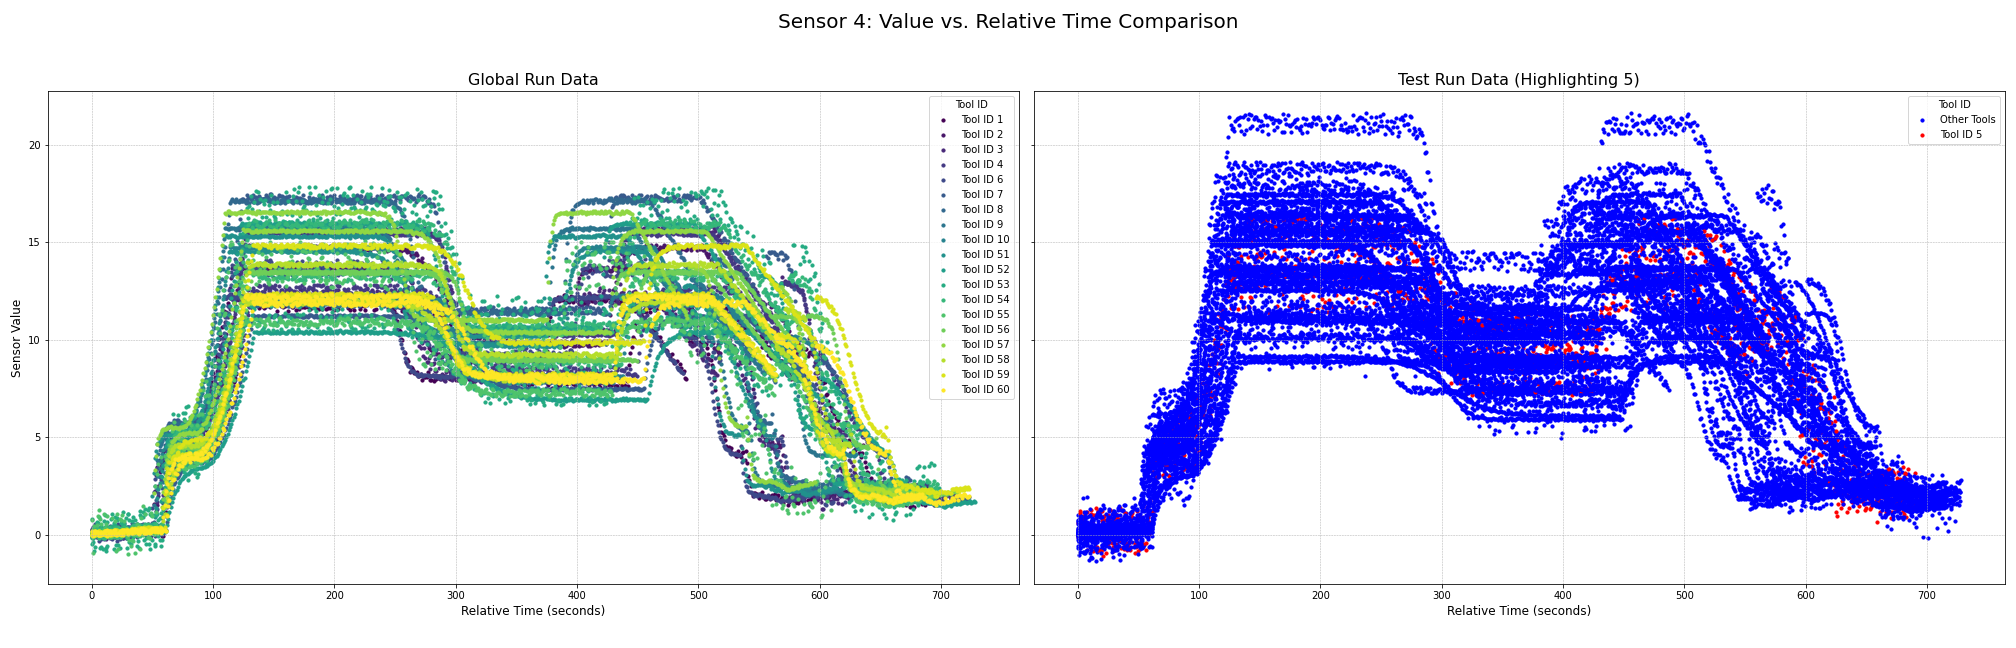 Sensor 4: Value vs. Relative Time Comparison
Global Run Data
Sensor Value
20
15
10
5
0
0 100 200 300 400 500 600 700
Relative Time (seconds)
Tool ID
Tool ID 1
Tool ID 2
Tool ID 3
Tool ID 4
Tool ID 6
Tool ID 7
Tool ID 8
Tool ID 9
Tool ID 10
Tool ID 51
Tool ID 52
Tool ID 53
Tool ID 54
Tool ID 55
Tool ID 56
Tool ID 57
Tool ID 58
Tool ID 59
Tool ID 60
Test Run Data (Highlighting 5)
Tool ID
Other Tools
Tool ID 5
0 100 200 300 400 500 600 700
Relative Time (seconds)